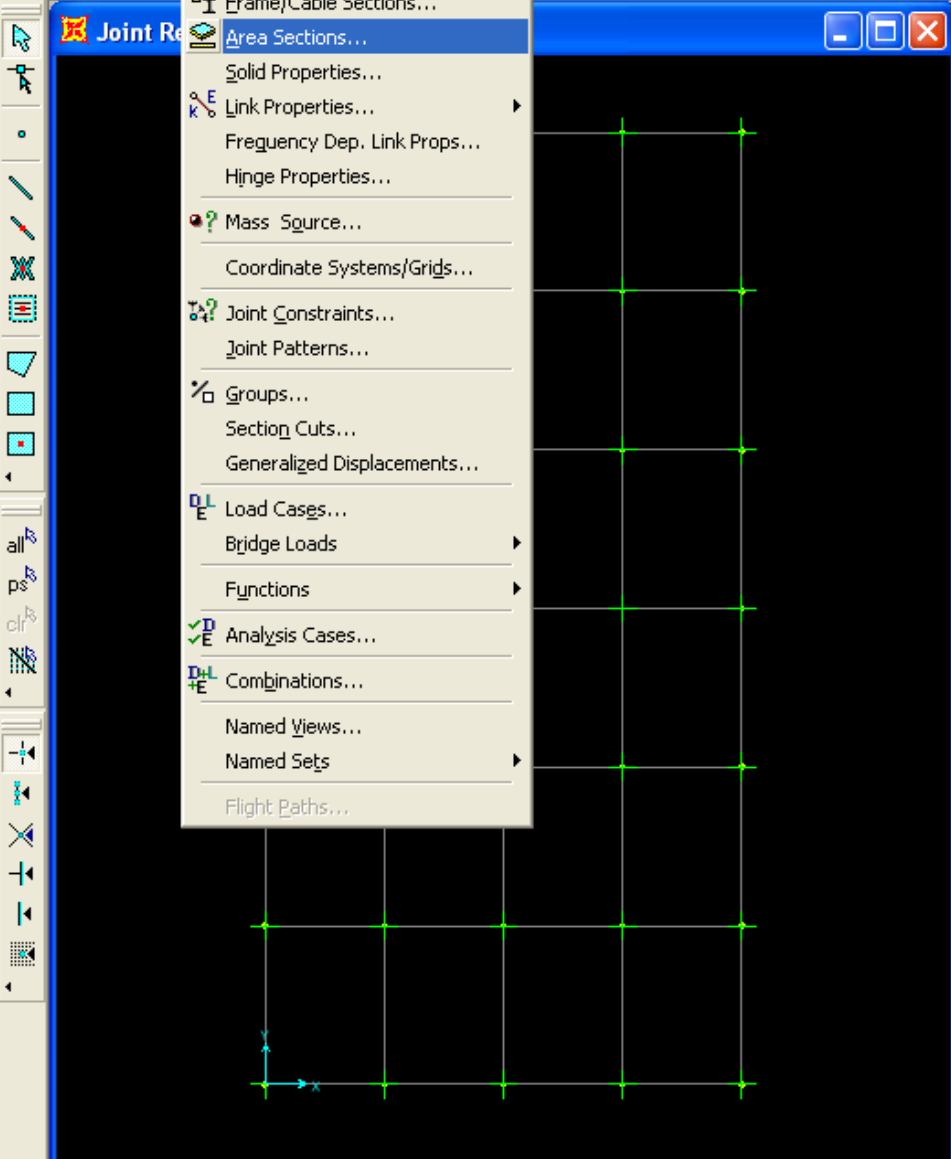 Frame/Cable Sections...
Joint Re
Area Sections...
Solid Properties...
Link Properties...
Frequency Dep. Link Props...
Hinge Properties...
Mass Source...
Coordinate Systems/Grids...
Joint Constraints...
Joint Patterns...
Groups...
Section Cuts...
Generalized Displacements...
Load Cases...
Bridge Loads
Functions
Analysis Cases...
Combinations...
Named Views...
Named Sets
Flight Paths...
all
ps
clr
Y
X